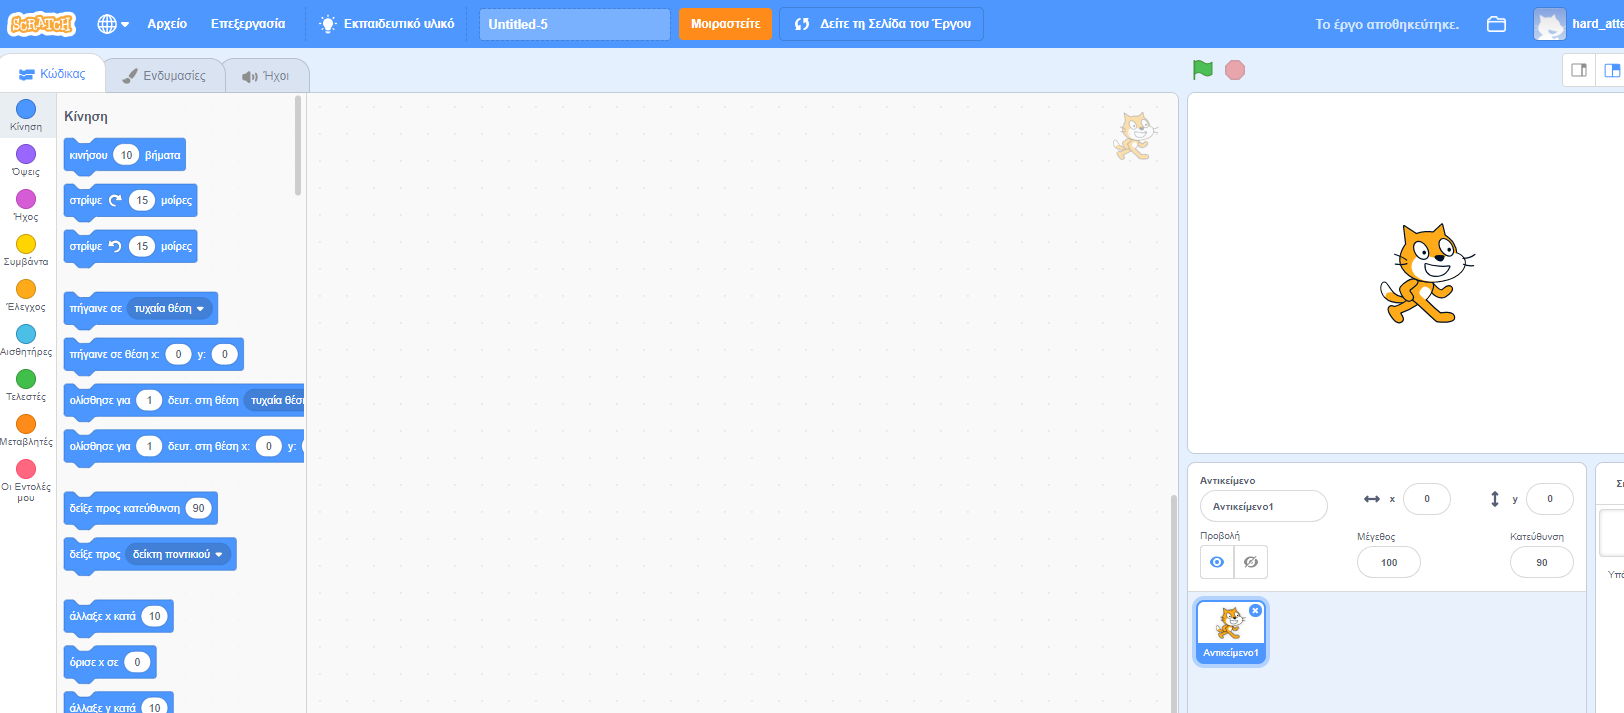 SCRATCH
Αρχείο
Επεξεργασία
Εκπαιδευτικό υλικό
Untitled-5
Μοιραστείτε
Δείτε τη Σελίδα του Έργου
Το έργο αποθηκεύτηκε.
hard_atte
Κώδικας
Ενδυμασίες
Ήχοι
Κίνηση
Όψεις
Ήχος
Συμβάντα
Έλεγχος
Αισθητήρες
Τελεστές
Μεταβλητές
Οι Εντολές
μου
Κίνηση
κινήσου 10 βήματα
στρίψε 15 μοίρες
στρίψε 15 μοίρες
πήγαινε σε τυχαία θέση
πήγαινε σε θέση x: 0 y: 0
ολίσθησε για 1 δευτ. στη θέση τυχαία θέση
ολίσθησε για 1 δευτ. στη θέση x: 0 y:
δείξε προς κατεύθυνση 90
δείξε προς δείκτη ποντικιού
άλλαξε x κατά 10
όρισε x σε 0
άλλαξε y κατά 10
Αντικείμενο
Αντικείμενο1
x 0
y 0
Προβολή
Μέγεθος
100
Κατεύθυνση
90
Αντικείμενο1